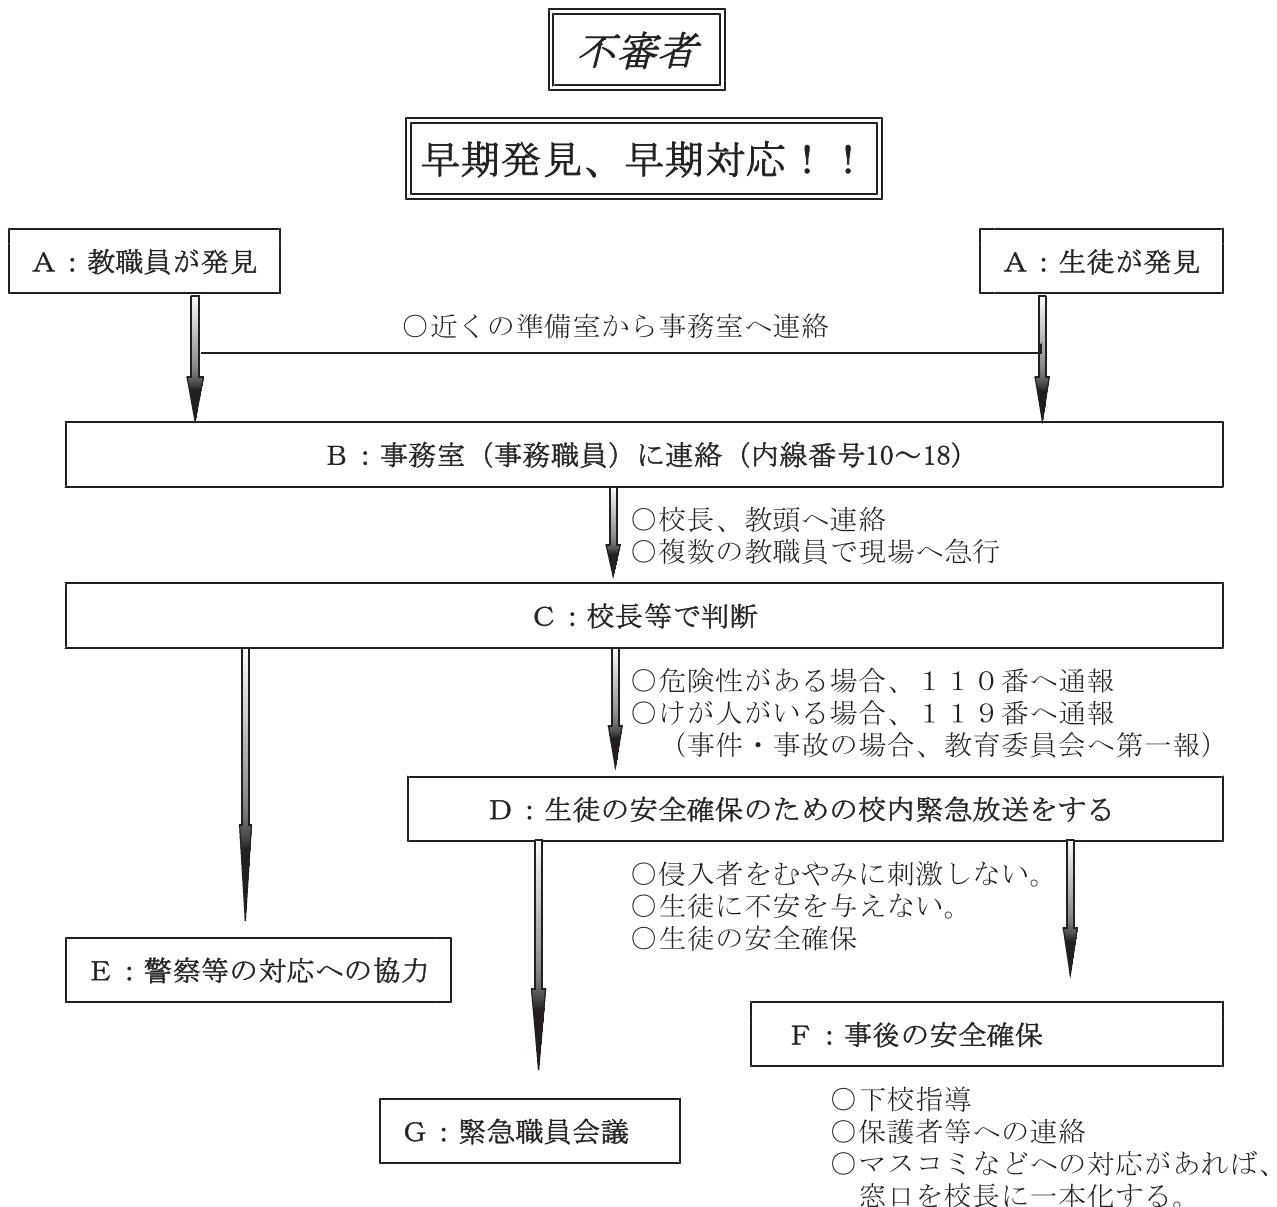 不審者
早期発見、早期対応！！
Ａ：教職員が発見
Ａ：生徒が発見
○近くの準備室から事務室へ連絡
Ｂ：事務室（事務職員）に連絡（内線番号10～18）
○校長、教頭へ連絡
○複数の教職員で現場へ急行
Ｃ：校長等で判断
○危険性がある場合、１１０番へ通報
○けが人がいる場合、１１９番へ通報
（事件・事故の場合、教育委員会へ第一報）
Ｄ：生徒の安全確保のための校内緊急放送をする
○侵入者をむやみに刺激しない。
○生徒に不安を与えない。
○生徒の安全確保
Ｅ：警察等の対応への協力
Ｆ：事後の安全確保
○下校指導
○保護者等への連絡
○マスコミなどへの対応があれば、
窓口を校長に一本化する。
Ｇ：緊急職員会議